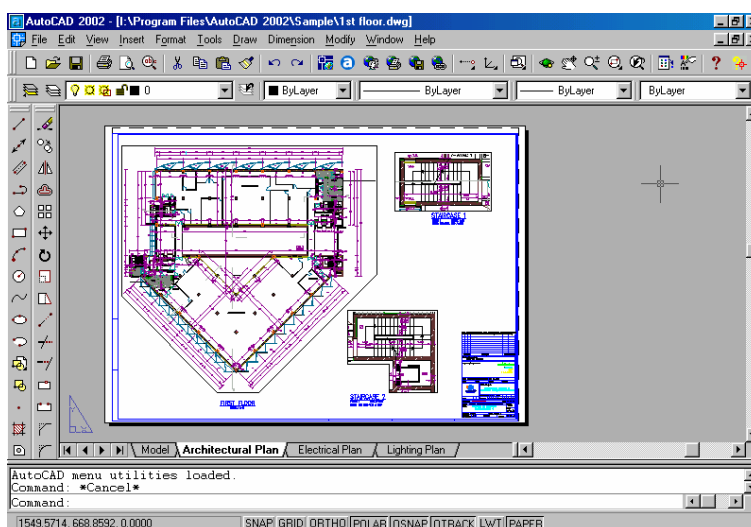 AutoCAD 2002 - [I:\Program Files\AutoCAD 2002\Sample\1st floor.dwg]
File Edit View Insert Format Tools Draw Dimension Modify Window Help
0 ByLayer ByLayer ByLayer ByLayer
STAIRCASE 1
FIRST FLOOR
STAIRCASE 2
Model Architectural Plan Electrical Plan Lighting Plan
AutoCAD menu utilities loaded.
Command: *Cancel*
Command:
1549.5714, 668.8592, 0.0000 SNAP GRID ORTHO POLAR OSNAP OTRACK LWT PAPER